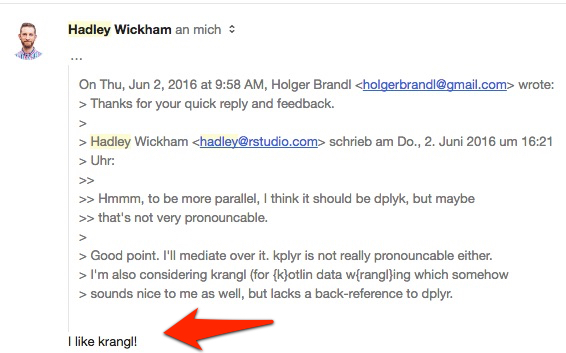 Hadley Wickham an mich
...
On Thu, Jun 2, 2016 at 9:58 AM, Holger Brandl <holgerbrandl@gmail.com> wrote:
> Thanks for your quick reply and feedback.
>
> Hadley Wickham <hadley@rstudio.com> schrieb am Do., 2. Juni 2016 um 16:21
> Uhr:
>>
>> Hmmm, to be more parallel, I think it should be dplyk, but maybe
>> that's not very pronouncable.
>
> Good point. I'll mediate over it. kplyr is not really pronouncable either.
> I'm also considering krangl (for {k}otlin data w{rangl}ing which somehow
> sounds nice to me as well, but lacks a back-reference to dplyr.
I like krangl!